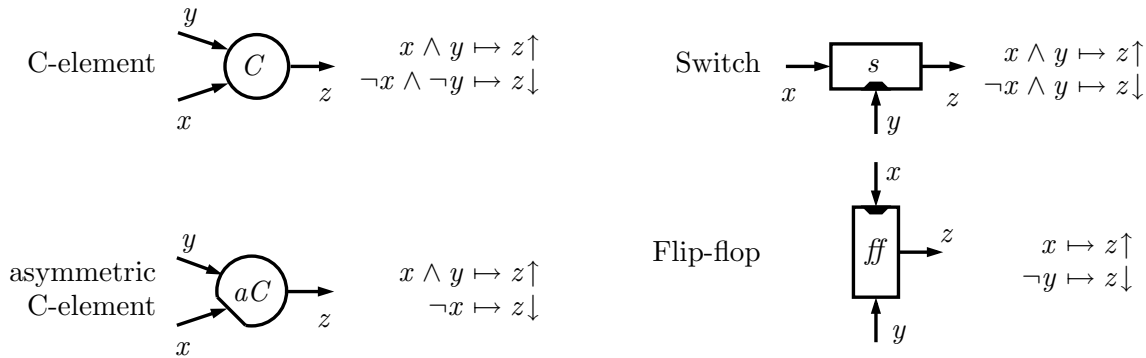 y
C-element
C
z
x
x ∧ y ↦ z↑
¬x ∧ ¬y ↦ z↓
Switch
x
s
z
y
x ∧ y ↦ z↑
¬x ∧ y ↦ z↓
y
asymmetric
C-element
aC
z
x
x ∧ y ↦ z↑
¬x ↦ z↓
x
Flip-flop
ff
z
y
x ↦ z↑
¬y ↦ z↓